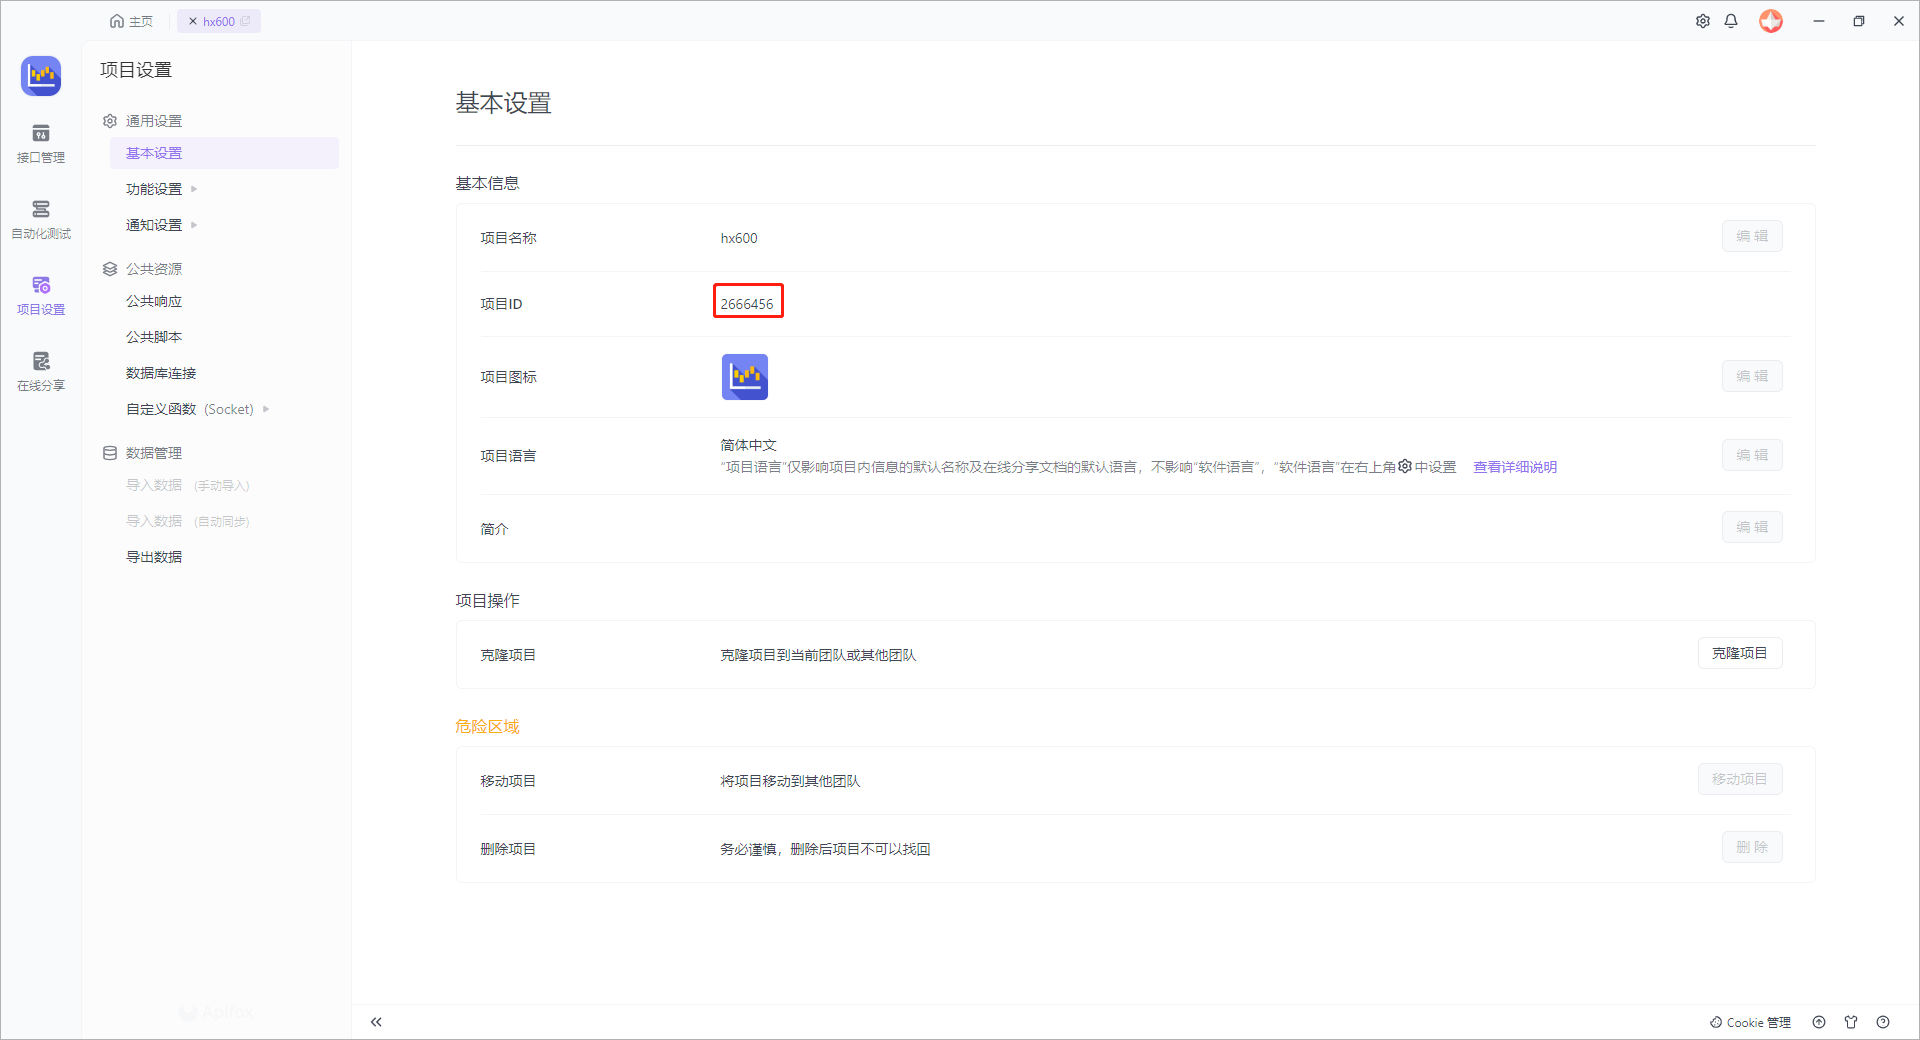 主页
hx600
项目设置
接口管理
自动化测试
项目设置
在线分享
通用设置
基本设置
功能设置
通知设置
公共资源
公共响应
公共脚本
数据库连接
自定义函数 (Socket)
数据管理
导入数据 (手动导入)
导入数据 (自动同步)
导出数据
Apifox
基本设置
基本信息
项目名称 hx600 编 辑
项目ID 2666456
项目图标 编 辑
项目语言 简体中文 编 辑
“项目语言”仅影响项目内信息的默认名称及在线分享文档的默认语言，不影响“软件语言”，“软件语言”在右上角 中设置 查看详细说明
简介 编 辑
项目操作
克隆项目 克隆项目到当前团队或其他团队 克隆项目
危险区域
移动项目 将项目移动到其他团队 移动项目
删除项目 务必谨慎，删除后项目不可以找回 删 除
Cookie 管理